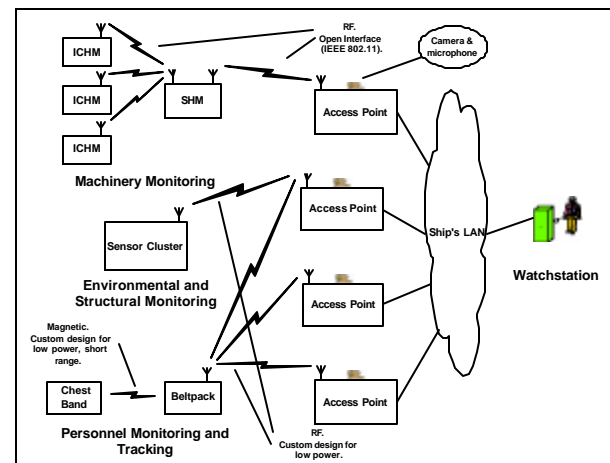 ICHM
ICHM
ICHM
SHM
RF.
Open Interface
(IEEE 802.11).
Camera &
microphone
Access Point
Machinery Monitoring
Access Point
Sensor Cluster
Ship's LAN
Environmental and
Structural Monitoring
Watchstation
Access Point
Magnetic.
Custom design for
low power, short
range.
Chest
Band
Beltpack
Access Point
Personnel Monitoring and
Tracking
RF.
Custom design for
low power.